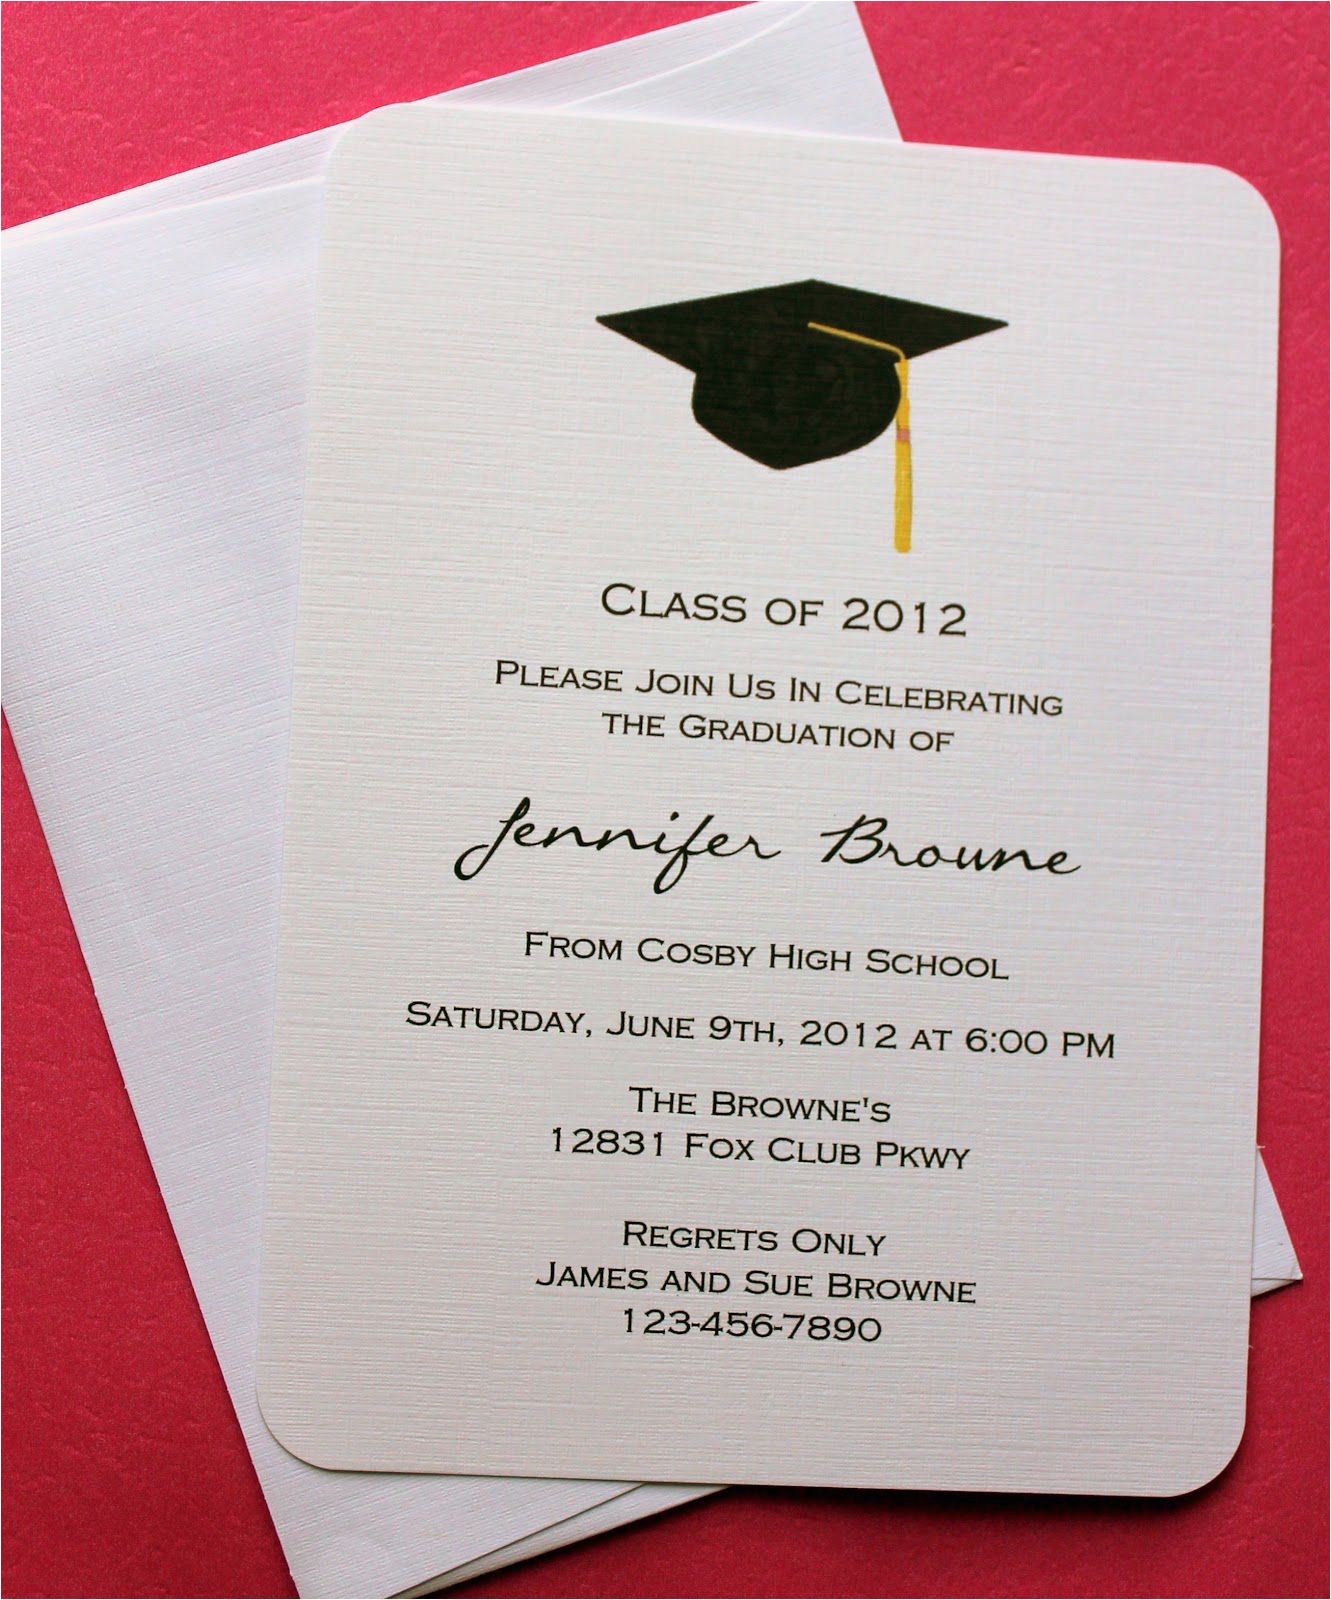 Class of 2012
Please Join Us In Celebrating
the Graduation of
Jennifer Browne
From Cosby High School
Saturday, June 9th, 2012 at 6:00 pm
The Browne's
12831 Fox Club Pkwy
Regrets Only
James and Sue Browne
123-456-7890